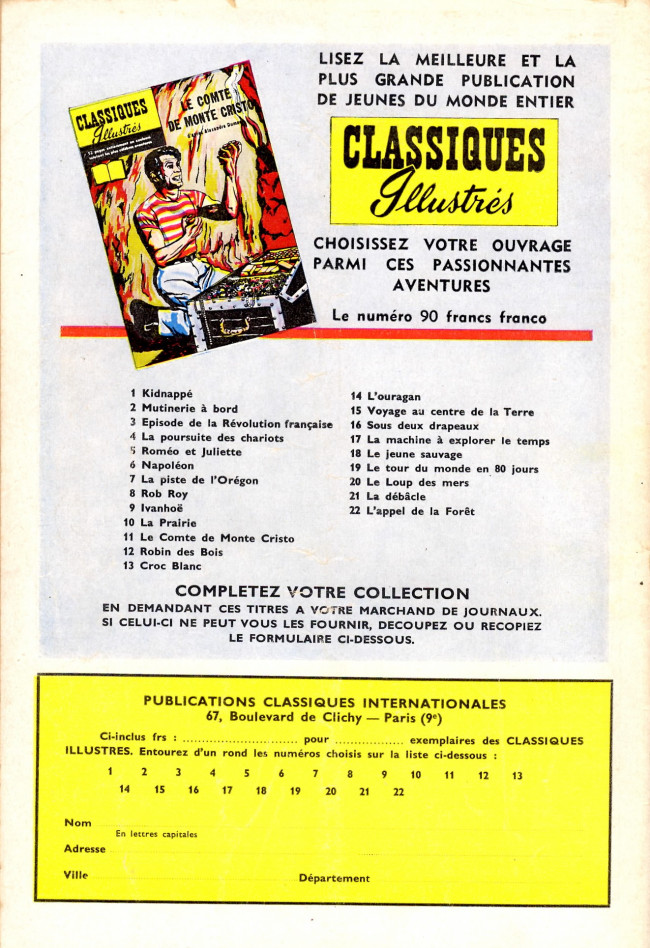 LISEZ LA MEILLEURE ET LA
PLUS GRANDE PUBLICATION
DE JEUNES DU MONDE ENTIER
CLASSIQUES
Illustrés
LE COMTE
DE MONTE CRISTO
CLASSIQUES
Illustrés
CHOISISSEZ VOTRE OUVRAGE
PARMI CES PASSIONNANTES
AVENTURES
Le numéro 90 francs franco
1 Kidnappé
2 Mutinerie à bord
3 Episode de la Révolution française
4 La poursuite des chariots
5 Roméo et Juliette
6 Napoléon
7 La piste de l'Orégon
8 Rob Roy
9 Ivanhoë
10 La Prairie
11 Le Comte de Monte Cristo
12 Robin des Bois
13 Croc Blanc
14 L'ouragan
15 Voyage au centre de la Terre
16 Sous deux drapeaux
17 La machine à explorer le temps
18 Le jeune sauvage
19 Le tour du monde en 80 jours
20 Le Loup des mers
21 La débâcle
22 L'appel de la Forêt
COMPLETEZ VOTRE COLLECTION
EN DEMANDANT CES TITRES A VOTRE MARCHAND DE JOURNAUX.
SI CELUI-CI NE PEUT VOUS LES FOURNIR, DECOUPEZ OU RECOPIEZ
LE FORMULAIRE CI-DESSOUS.
PUBLICATIONS CLASSIQUES INTERNATIONALES
67, Boulevard de Clichy — Paris (9e)
Ci-inclus frs : .............................. pour .................. exemplaires des CLASSIQUES
ILLUSTRES. Entourez d'un rond les numéros choisis sur la liste ci-dessous :
1 2 3 4 5 6 7 8 9 10 11 12 13
14 15 16 17 18 19 20 21 22
Nom
En lettres capitales
Adresse
Ville Département